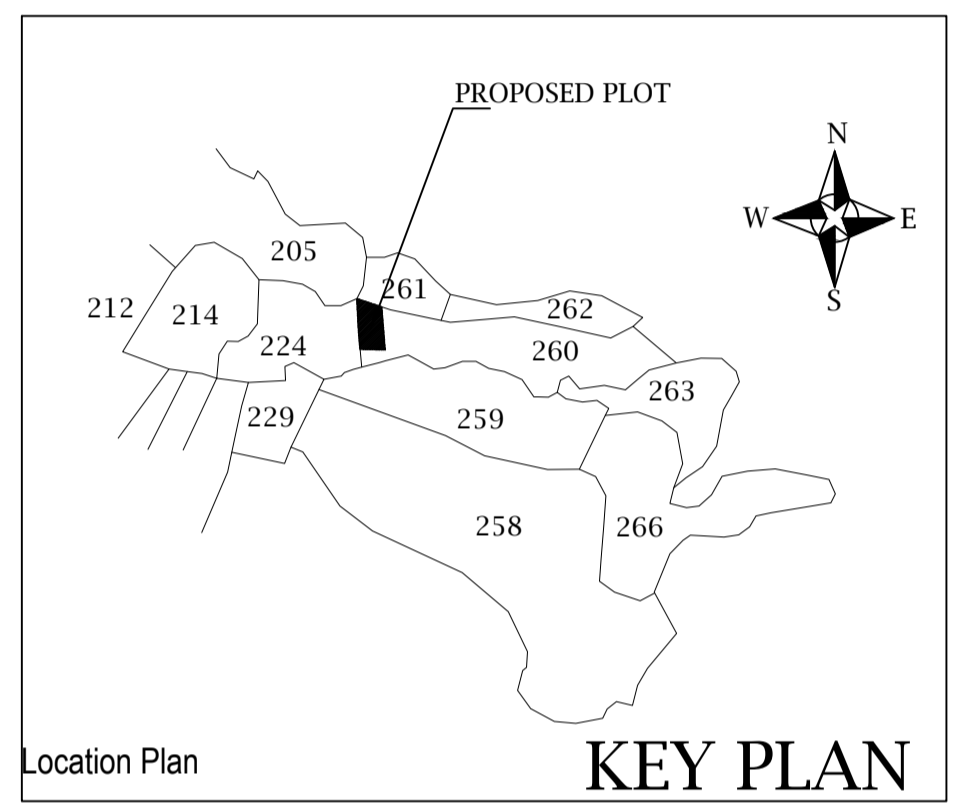 PROPOSED PLOT
N
W
E
S
205
261
212
214
262
224
260
263
229
259
258
266
Location Plan
KEY PLAN